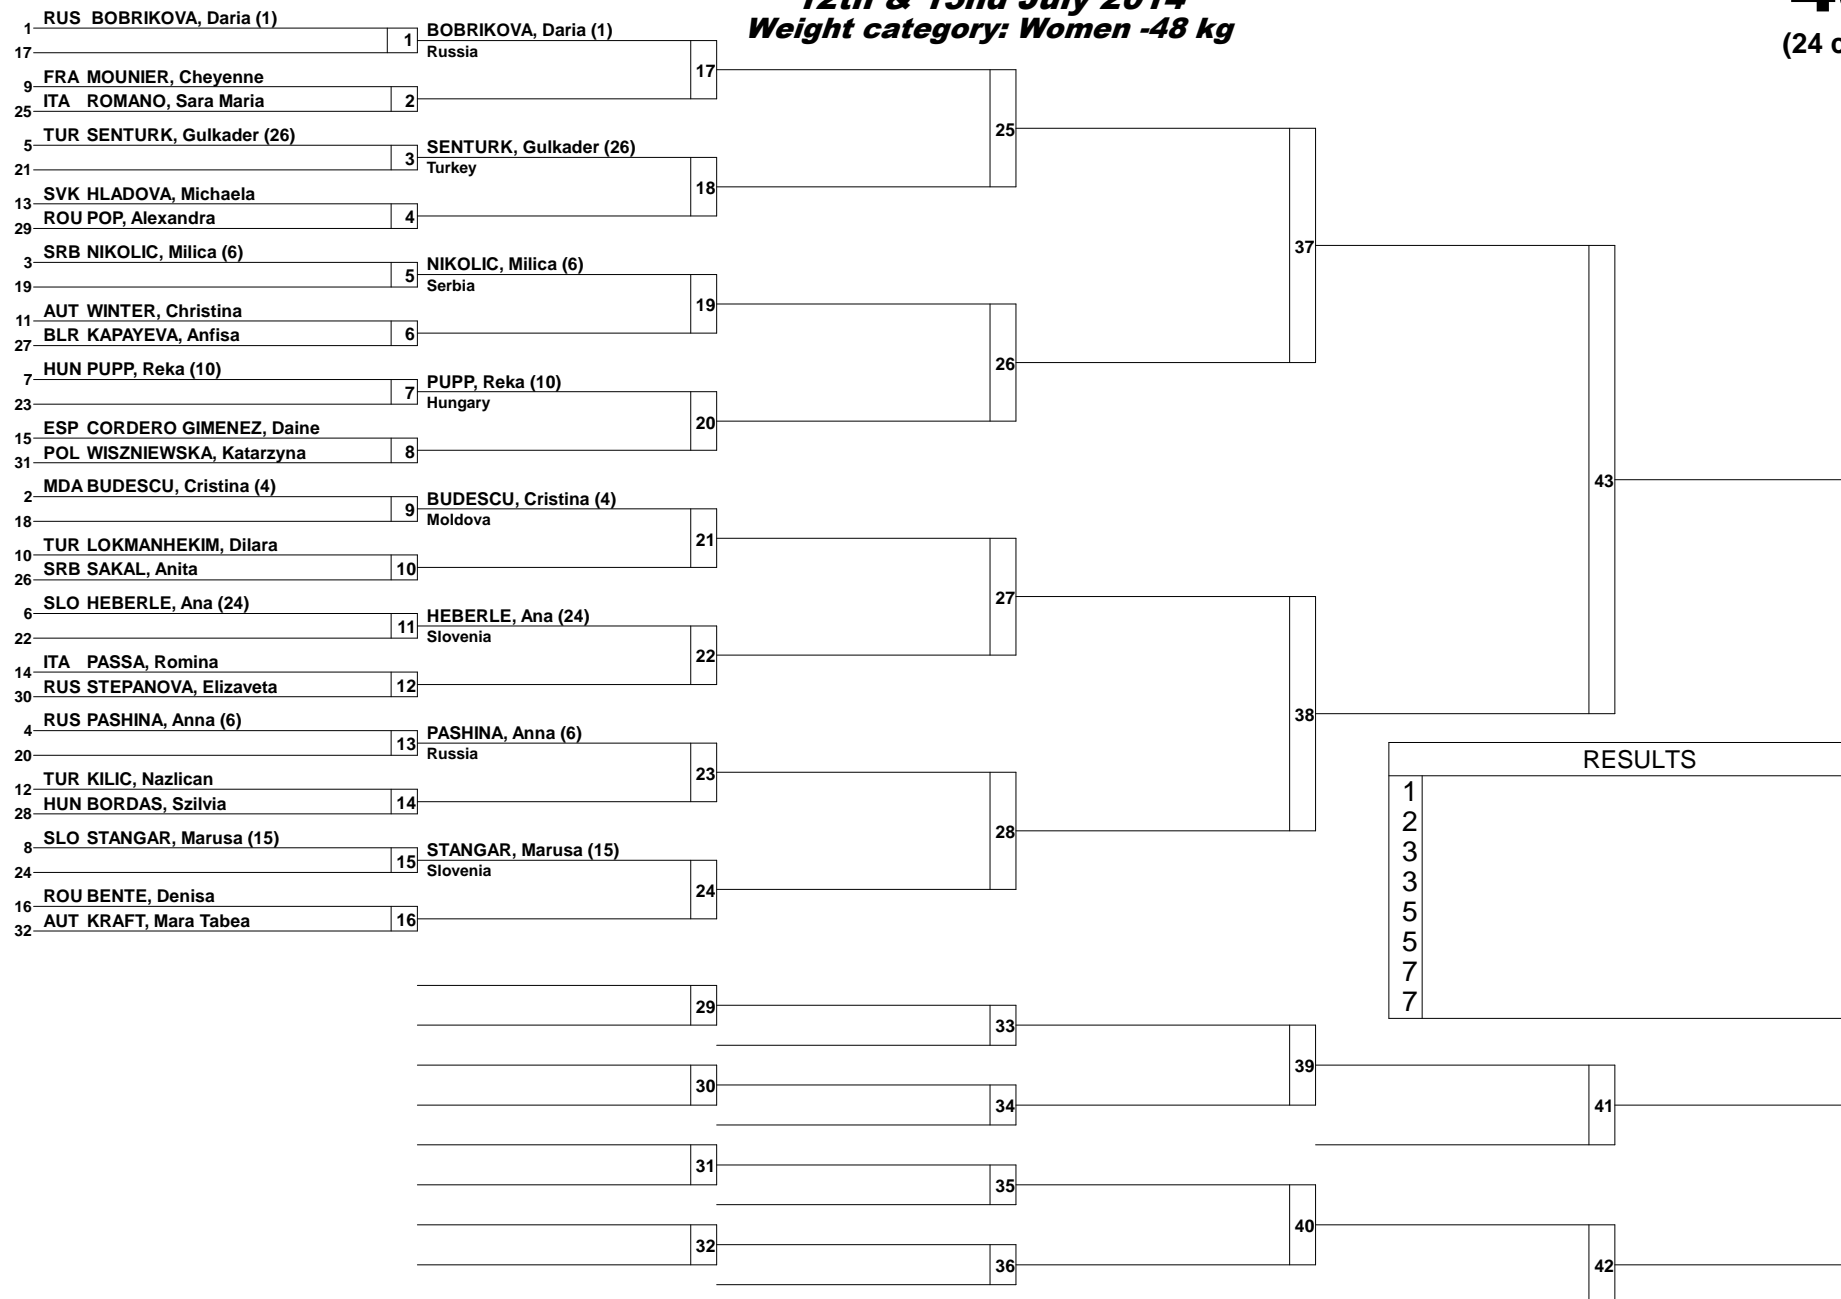 12th & 13nd July 2014
Weight category: Women -48 kg
(24
1 RUS BOBRIKOVA, Daria (1)
17
1 BOBRIKOVA, Daria (1)
Russia
9 FRA MOUNIER, Cheyenne
25 ITA ROMANO, Sara Maria
2
17
5 TUR SENTURK, Gulkader (26)
21
3 SENTURK, Gulkader (26)
Turkey
13 SVK HLADOVA, Michaela
29 ROU POP, Alexandra
4
18
25
3 SRB NIKOLIC, Milica (6)
19
5 NIKOLIC, Milica (6)
Serbia
11 AUT WINTER, Christina
27 BLR KAPAYEVA, Anfisa
6
19
7 HUN PUPP, Reka (10)
23
7 PUPP, Reka (10)
Hungary
15 ESP CORDERO GIMENEZ, Daine
31 POL WISZNIEWSKA, Katarzyna
8
20
26
37
2 MDA BUDESCU, Cristina (4)
18
9 BUDESCU, Cristina (4)
Moldova
10 TUR LOKMANHEKIM, Dilara
26 SRB SAKAL, Anita
10
21
6 SLO HEBERLE, Ana (24)
22
11 HEBERLE, Ana (24)
Slovenia
14 ITA PASSA, Romina
30 RUS STEPANOVA, Elizaveta
12
22
27
4 RUS PASHINA, Anna (6)
20
13 PASHINA, Anna (6)
Russia
12 TUR KILIC, Nazlican
28 HUN BORDAS, Szilvia
14
23
8 SLO STANGAR, Marusa (15)
24
15 STANGAR, Marusa (15)
Slovenia
16 ROU BENTE, Denisa
32 AUT KRAFT, Mara Tabea
16
24
28
38
43
RESULTS
1
2
3
3
5
5
7
7
29
33
30
34
39
41
31
35
32
36
40
42